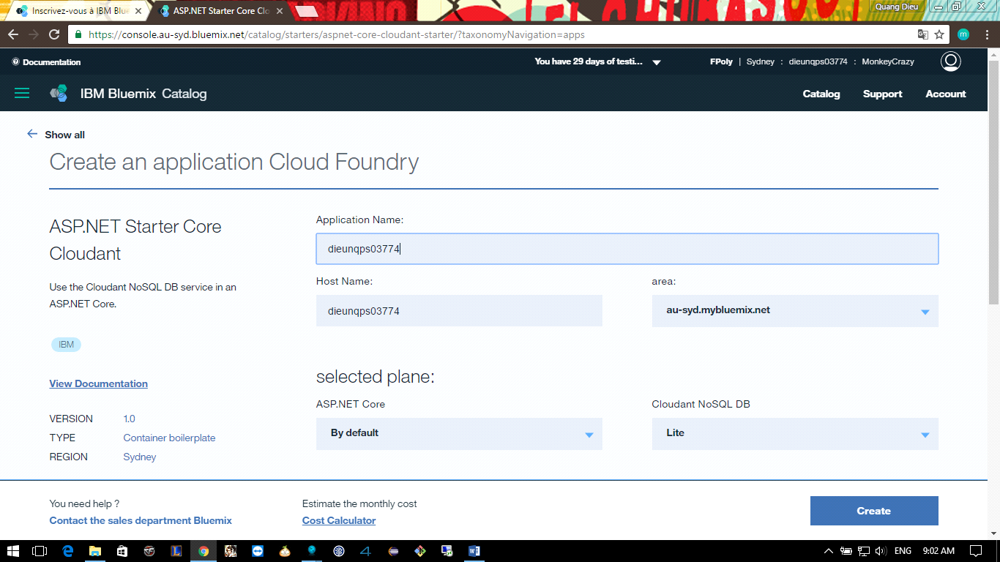 Inscrivez-vous à IBM Blue
ASP.NET Starter Core Clo
Quang Dieu
https://console.au-syd.bluemix.net/catalog/starters/aspnet-core-cloudant-starter/?taxonomyNavigation=apps
m
Documentation
You have 29 days of testi...
FPoly | Sydney : dieunqps03774 : MonkeyCrazy
IBM Bluemix Catalog
Catalog Support Account
Show all
Create an application Cloud Foundry
ASP.NET Starter Core
Cloudant
Use the Cloudant NoSQL DB service in an
ASP.NET Core.
IBM
View Documentation
VERSION 1.0
TYPE Container boilerplate
REGION Sydney
Application Name:
dieunqps03774
Host Name:
dieunqps03774
area:
au-syd.mybluemix.net
selected plane:
ASP.NET Core
By default
Cloudant NoSQL DB
Lite
You need help ?
Contact the sales department Bluemix
Estimate the monthly cost
Cost Calculator
Create
ENG 9:02 AM